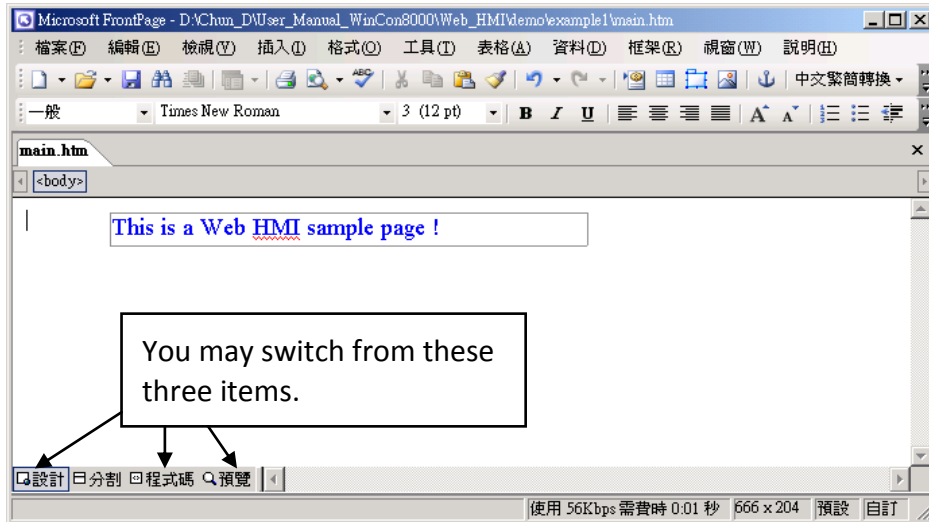 Microsoft FrontPage - D:\Chun_D\User_Manual_WinCon8000\Web_HMI\demo\example1\main.htm
檔案(F) 編輯(E) 檢視(V) 插入(I) 格式(O) 工具(T) 表格(A) 資料(D) 框架(R) 視窗(W) 說明(H)
ABC 中文繁簡轉換
一般 Times New Roman 3 (12 pt) B I U A A
main.htm
<body>
This is a Web HMI sample page !
You may switch from these
three items.
設計 分割 程式碼 預覽
使用 56Kbps 需費時 0:01 秒 666 x 204 預設 自訂